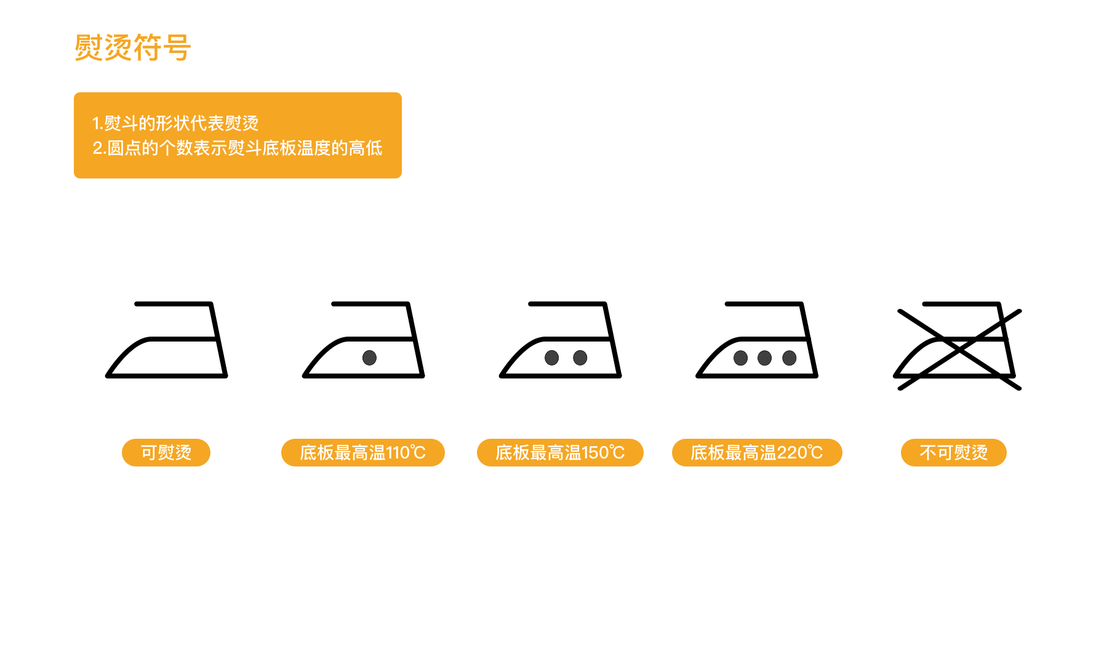 熨烫符号
1.熨斗的形状代表熨烫
2.圆点的个数表示熨斗底板温度的高低
可熨烫
底板最高温110℃
底板最高温150℃
底板最高温220℃
不可熨烫